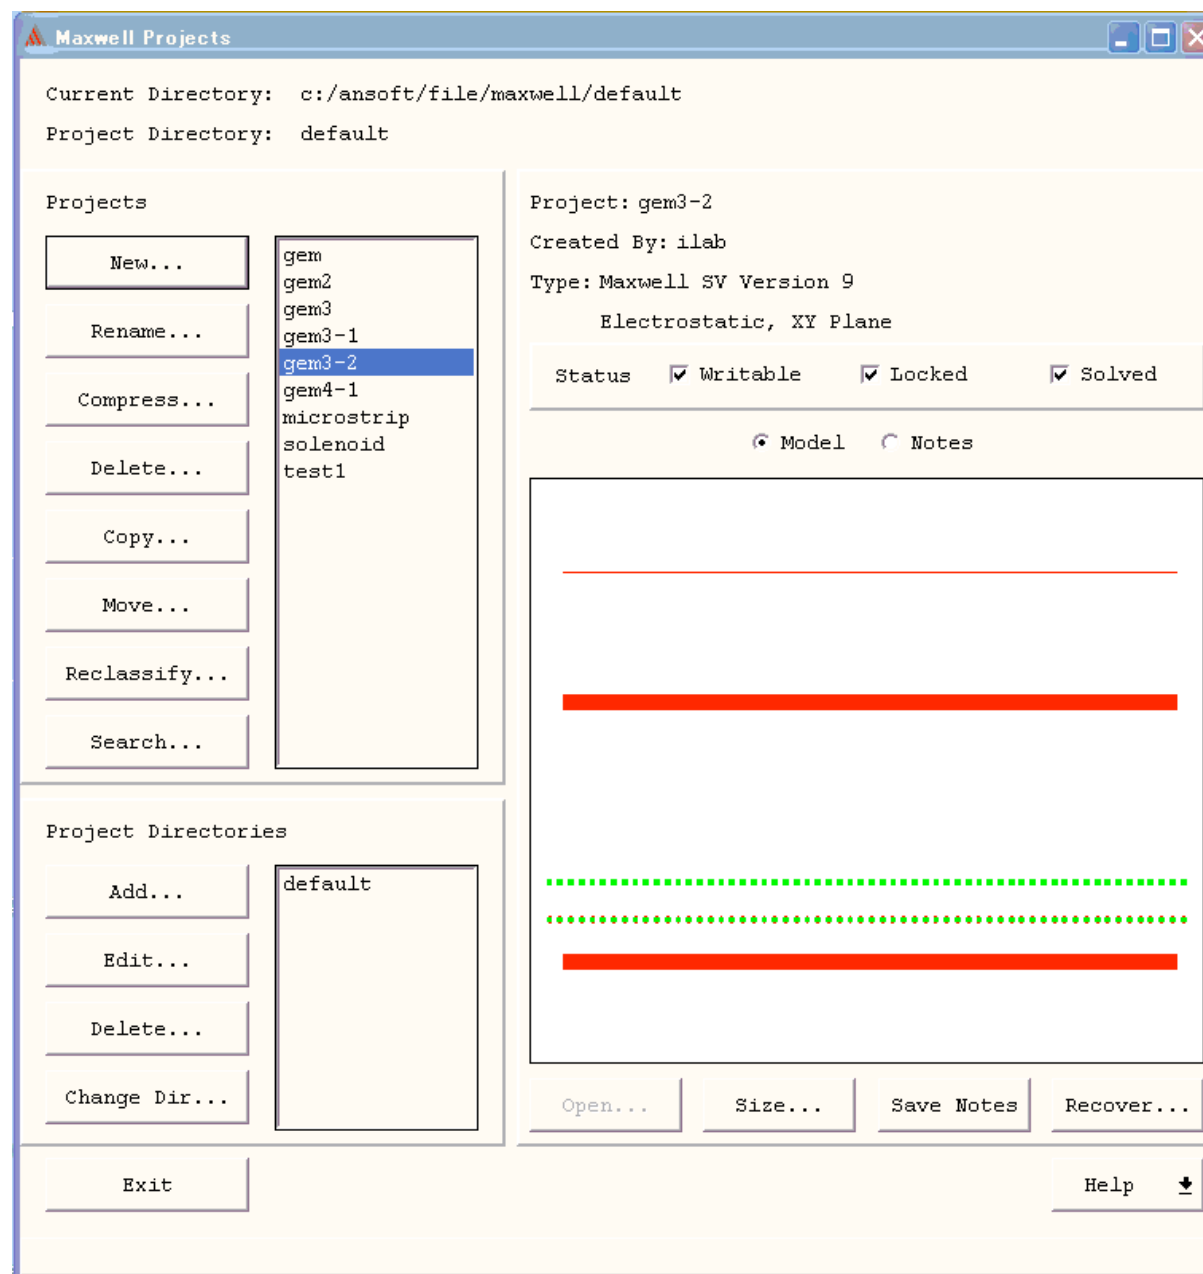 Maxwell Projects
Current Directory: c:/ansoft/file/maxwell/default
Project Directory: default
Projects
New...
Rename...
Compress...
Delete...
Copy...
Move...
Reclassify...
Search...
gem
gem2
gem3
gem3-1
gem3-2
gem4-1
microstrip
solenoid
test1
Project Directories
Add...
Edit...
Delete...
Change Dir...
default
Project: gem3-2
Created By: ilab
Type: Maxwell SV Version 9
Electrostatic, XY Plane
Status Writable Locked Solved
Model Notes
Open... Size... Save Notes Recover...
Exit
Help